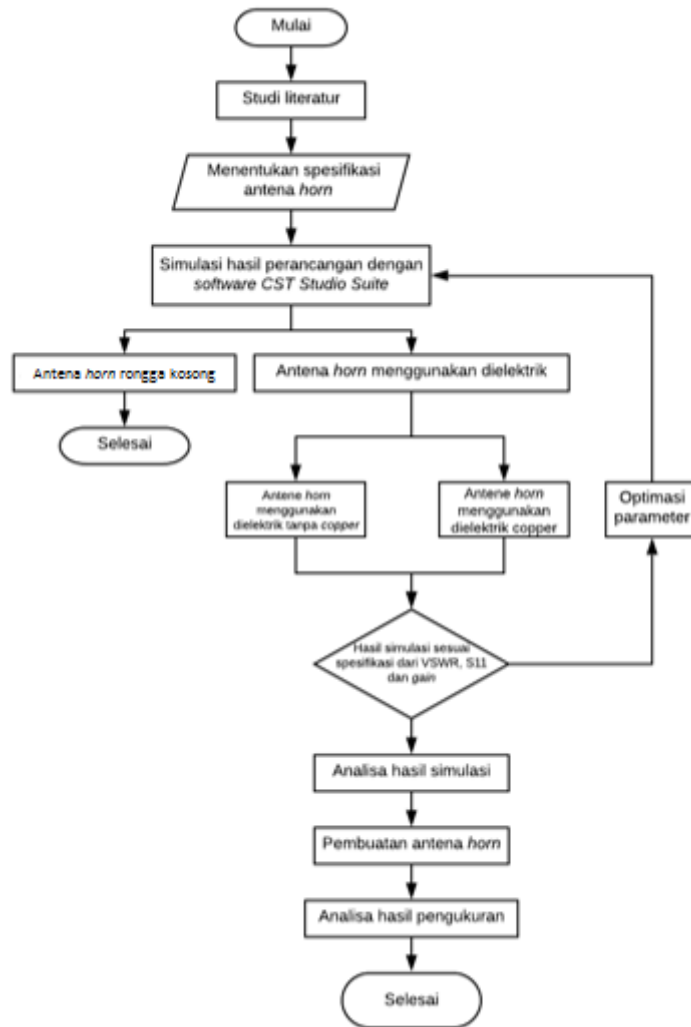 Mulai
Studi literatur
Menentukan spesifikasi
antena horn
Simulasi hasil perancangan dengan
software CST Studio Suite
Antena horn rongga kosong
Antena horn menggunakan dielektrik
Selesai
Antene horn
menggunakan
dielektrik tanpa copper
Antene horn
menggunakan
dielektrik copper
Optimasi
parameter
Hasil simulasi sesuai
spesifikasi dari VSWR, S11
dan gain
Analisa hasil simulasi
Pembuatan antena horn
Analisa hasil pengukuran
Selesai